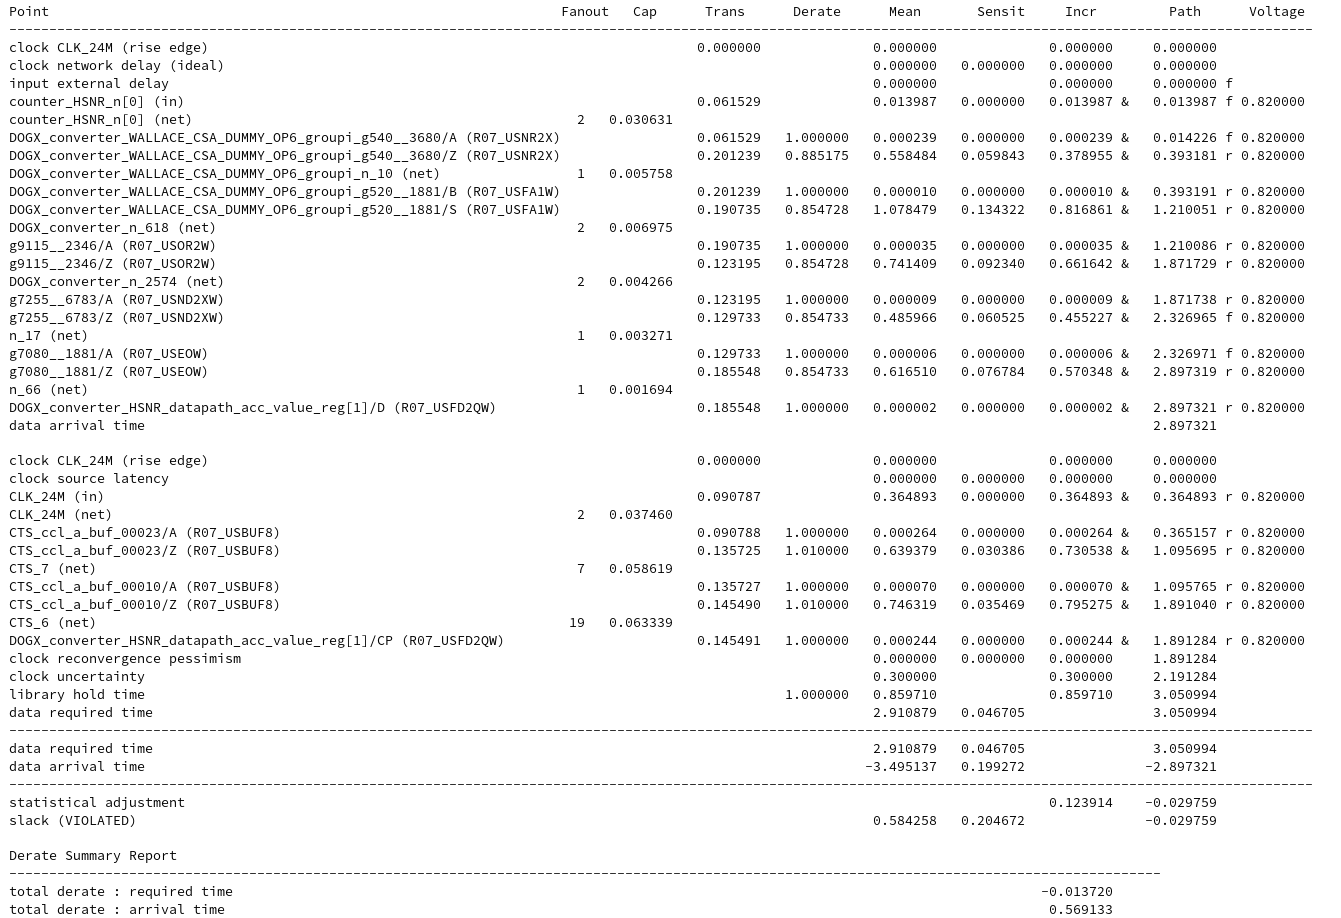 Point Fanout Cap Trans Derate Mean Sensit Incr Path Voltage
--------------------------------------------------------------------------------
clock CLK_24M (rise edge) 0.000000 0.000000 0.000000 0.000000
clock network delay (ideal) 0.000000 0.000000 0.000000 0.000000
input external delay 0.000000 0.000000 0.000000 f
counter_HSNR_n[0] (in) 0.061529 0.013987 0.000000 0.013987 & 0.013987 f 0.820000
counter_HSNR_n[0] (net) 2 0.030631
DOGX_converter_WALLACE_CSA_DUMMY_OP6_groupi_g540__3680/A (R07_USNR2X) 0.061529 1.000000 0.000239 0.000000 0.000239 & 0.014226 f 0.820000
DOGX_converter_WALLACE_CSA_DUMMY_OP6_groupi_g540__3680/Z (R07_USNR2X) 0.201239 0.885175 0.558484 0.059843 0.378955 & 0.393181 r 0.820000
DOGX_converter_WALLACE_CSA_DUMMY_OP6_groupi_n_10 (net) 1 0.005758
DOGX_converter_WALLACE_CSA_DUMMY_OP6_groupi_g520__1881/B (R07_USFA1W) 0.201239 1.000000 0.000010 0.000000 0.000010 & 0.393191 r 0.820000
DOGX_converter_WALLACE_CSA_DUMMY_OP6_groupi_g520__1881/S (R07_USFA1W) 0.190735 0.854728 1.078479 0.134322 0.816861 & 1.210051 r 0.820000
DOGX_converter_n_618 (net) 2 0.006975
g9115__2346/A (R07_USOR2W) 0.190735 1.000000 0.000035 0.000000 0.000035 & 1.210086 r 0.820000
g9115__2346/Z (R07_USOR2W) 0.123195 0.854728 0.741409 0.092340 0.661642 & 1.871729 r 0.820000
DOGX_converter_n_2574 (net) 2 0.004266
g7255__6783/A (R07_USND2XW) 0.123195 1.000000 0.000009 0.000000 0.000009 & 1.871738 r 0.820000
g7255__6783/Z (R07_USND2XW) 0.129733 0.854733 0.485966 0.060525 0.455227 & 2.326965 f 0.820000
n_17 (net) 1 0.003271
g7080__1881/A (R07_USEOW) 0.129733 1.000000 0.000006 0.000000 0.000006 & 2.326971 f 0.820000
g7080__1881/Z (R07_USEOW) 0.185548 0.854733 0.616510 0.076784 0.570348 & 2.897319 r 0.820000
n_66 (net) 1 0.001694
DOGX_converter_HSNR_datapath_acc_value_reg[1]/D (R07_USFD2QW) 0.185548 1.000000 0.000002 0.000000 0.000002 & 2.897321 r 0.820000
data arrival time 2.897321
clock CLK_24M (rise edge) 0.000000 0.000000 0.000000 0.000000
clock source latency 0.000000 0.000000 0.000000 0.000000
CLK_24M (in) 0.090787 0.364893 0.000000 0.364893 & 0.364893 r 0.820000
CLK_24M (net) 2 0.037460
CTS_ccl_a_buf_00023/A (R07_USBUF8) 0.090788 1.000000 0.000264 0.000000 0.000264 & 0.365157 r 0.820000
CTS_ccl_a_buf_00023/Z (R07_USBUF8) 0.135725 1.010000 0.639379 0.030386 0.730538 & 1.095695 r 0.820000
CTS_7 (net) 7 0.058619
CTS_ccl_a_buf_00010/A (R07_USBUF8) 0.135727 1.000000 0.000070 0.000000 0.000070 & 1.095765 r 0.820000
CTS_ccl_a_buf_00010/Z (R07_USBUF8) 0.145490 1.010000 0.746319 0.035469 0.795275 & 1.891040 r 0.820000
CTS_6 (net) 19 0.063339
DOGX_converter_HSNR_datapath_acc_value_reg[1]/CP (R07_USFD2QW) 0.145491 1.000000 0.000244 0.000000 0.000244 & 1.891284 r 0.820000
clock reconvergence pessimism 0.000000 0.000000 0.000000 1.891284
clock uncertainty 0.300000 0.300000 2.191284
library hold time 1.000000 0.859710 0.859710 3.050994
data required time 2.910879 0.046705 3.050994
--------------------------------------------------------------------------------
data required time 2.910879 0.046705 3.050994
data arrival time -3.495137 0.199272 -2.897321
--------------------------------------------------------------------------------
statistical adjustment 0.123914 -0.029759
slack (VIOLATED) 0.584258 0.204672 -0.029759
Derate Summary Report
--------------------------------------------------------------------------------
total derate : required time -0.013720
total derate : arrival time 0.569133